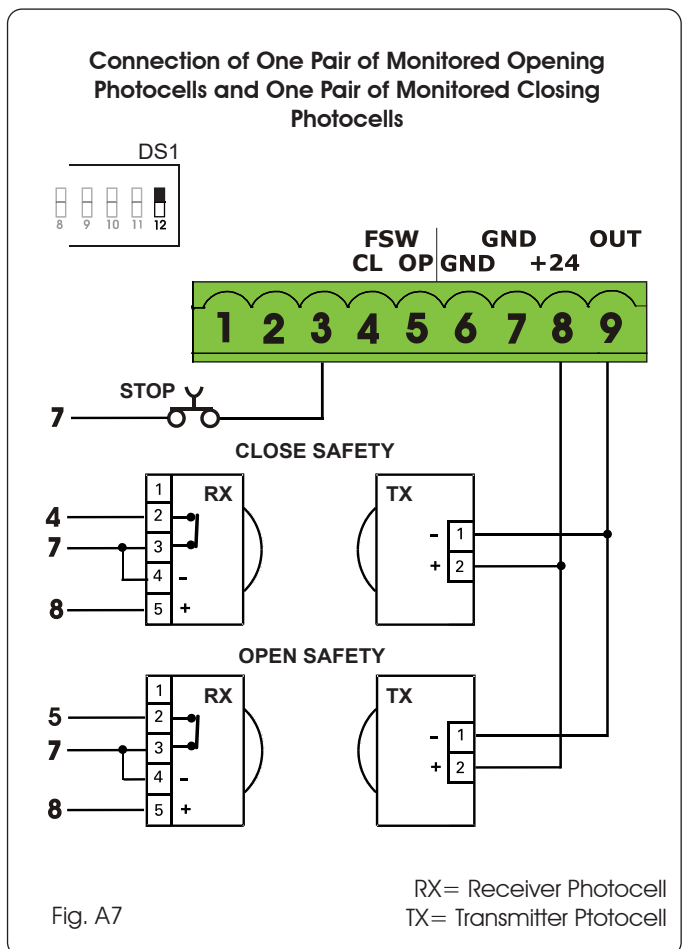 Connection of One Pair of Monitored Opening
Photocells and One Pair of Monitored Closing
Photocells
DS1
8 9 10 11 12
FSW GND OUT
CL OP GND +24
1 2 3 4 5 6 7 8 9
STOP
7
CLOSE SAFETY
1 RX TX
4 2
7 3 - 1
4 - + 2
8 5 +
OPEN SAFETY
1 RX TX
5 2
7 3 - 1
4 - + 2
8 5 +
RX= Receiver Photocell
Fig. A7 TX= Transmitter Ptotocell